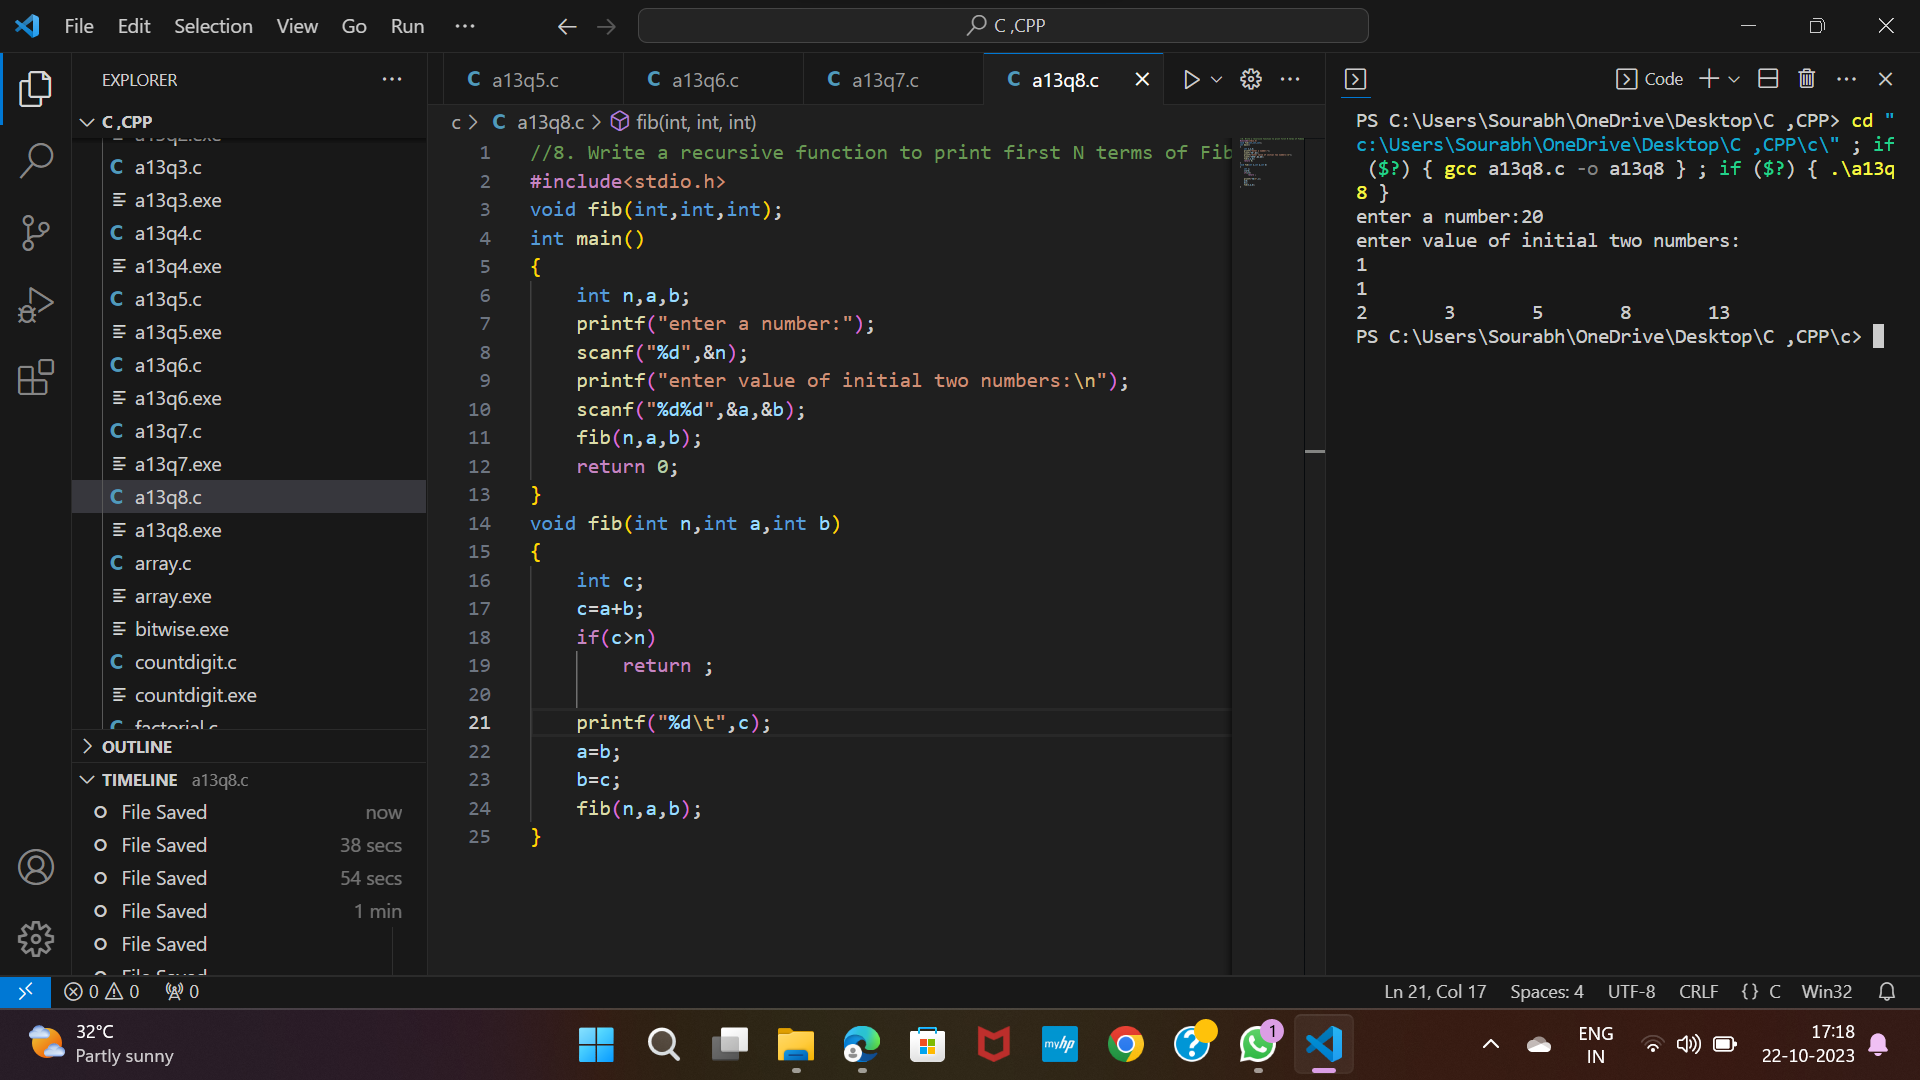 File Edit Selection View Go Run ...
C ,CPP
EXPLORER
C ,CPP
a13q3.c
a13q3.exe
a13q4.c
a13q4.exe
a13q5.c
a13q5.exe
a13q6.c
a13q6.exe
a13q7.c
a13q7.exe
a13q8.c
a13q8.exe
array.c
array.exe
bitwise.exe
countdigit.c
countdigit.exe
factorial.c
OUTLINE
TIMELINE a13q8.c
File Saved now
File Saved 38 secs
File Saved 54 secs
File Saved 1 min
File Saved
File Saved
C a13q5.c C a13q6.c C a13q7.c C a13q8.c
c > C a13q8.c > fib(int, int, int)
1 //8. Write a recursive function to print first N terms of Fib
2 #include<stdio.h>
3 void fib(int,int,int);
4 int main()
5 {
6 int n,a,b;
7 printf("enter a number:");
8 scanf("%d",&n);
9 printf("enter value of initial two numbers:\n");
10 scanf("%d%d",&a,&b);
11 fib(n,a,b);
12 return 0;
13 }
14 void fib(int n,int a,int b)
15 {
16 int c;
17 c=a+b;
18 if(c>n)
19 return ;
20
21 printf("%d\t",c);
22 a=b;
23 b=c;
24 fib(n,a,b);
25 }
Code
PS C:\Users\Sourabh\OneDrive\Desktop\C ,CPP> cd "
c:\Users\Sourabh\OneDrive\Desktop\C ,CPP\c\" ; if
($?) { gcc a13q8.c -o a13q8 } ; if ($?) { .\a13q
8 }
enter a number:20
enter value of initial two numbers:
1
1
2 3 5 8 13
PS C:\Users\Sourabh\OneDrive\Desktop\C ,CPP\c>
0 0 0
Ln 21, Col 17 Spaces: 4 UTF-8 CRLF {} C Win32
32°C
Partly sunny
myhp
1
ENG
IN
17:18
22-10-2023